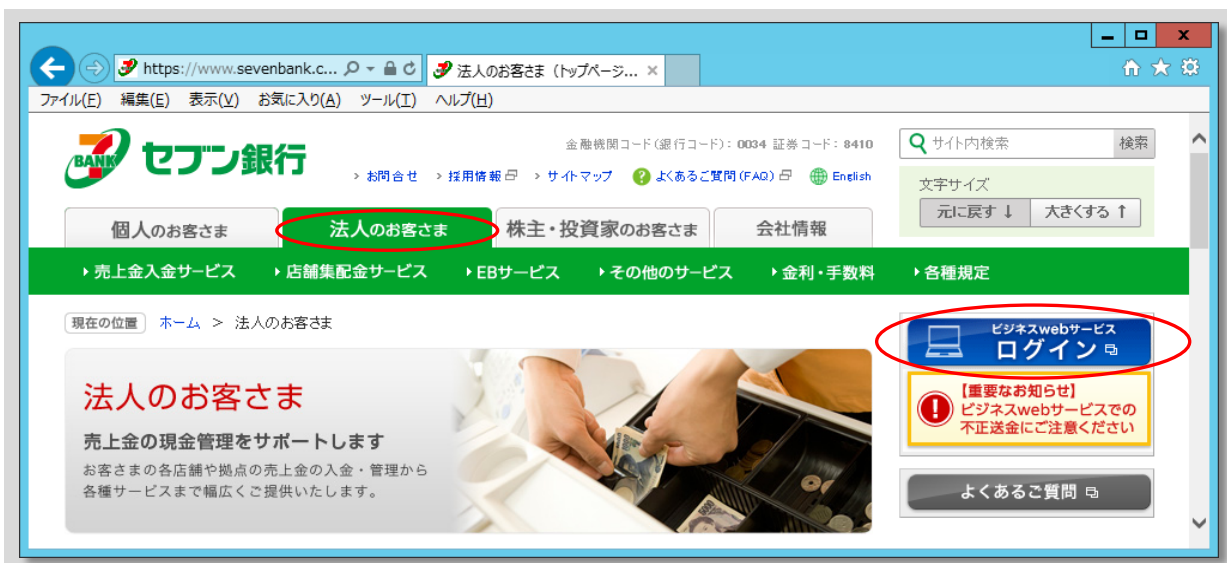 https://www.sevenbank.c...
法人のお客さま（トップページ...
ファイル(F) 編集(E) 表示(V) お気に入り(A) ツール(T) ヘルプ(H)
BANK セブン銀行
金融機関コード(銀行コード): 0034 証券コード: 8410
お問合せ 採用情報 サイトマップ よくあるご質問(FAQ) English
サイト内検索 検索
文字サイズ
元に戻す↓ 大きくする↑
個人のお客さま 法人のお客さま 株主・投資家のお客さま 会社情報
売上金入金サービス 店舗集配金サービス EBサービス その他のサービス 金利・手数料 各種規定
現在の位置 ホーム > 法人のお客さま
ビジネスwebサービス
ログイン
法人のお客さま
売上金の現金管理をサポートします
お客さまの各店舗や拠点の売上金の入金・管理から
各種サービスまで幅広くご提供いたします。
【重要なお知らせ】
ビジネスwebサービスでの
不正送金にご注意ください
よくあるご質問